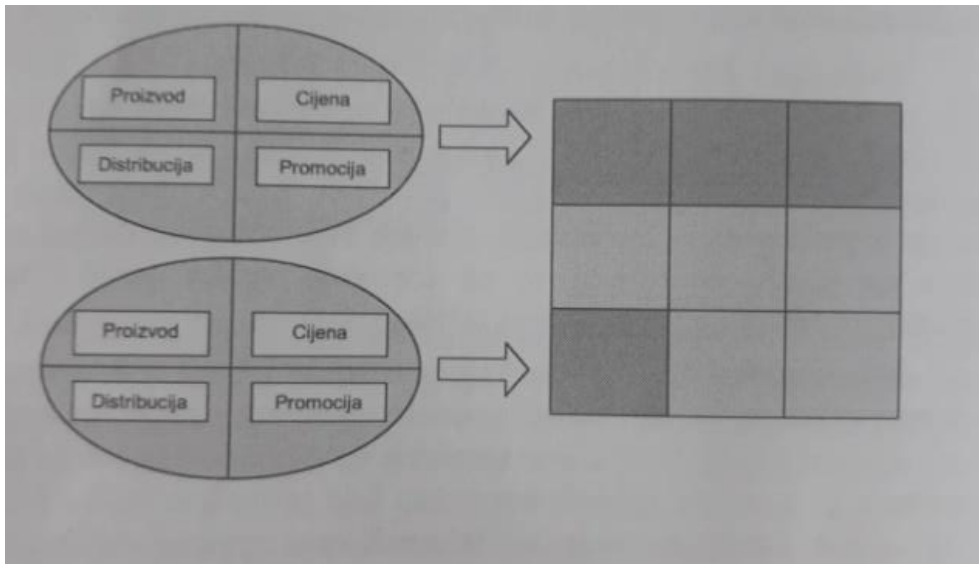 Proizvod
Cijena
Distribucija
Promocija
Proizvod
Cijena
Distribucija
Promocija